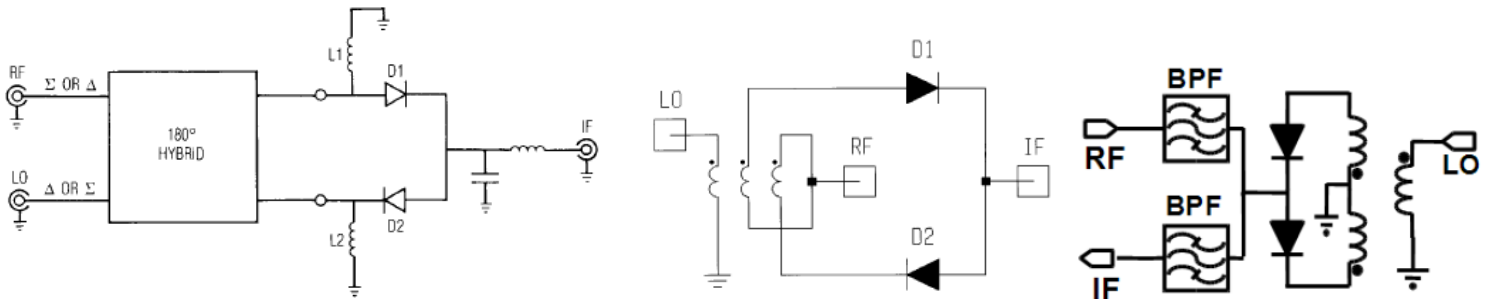 RF
Σ OR Δ
180°
HYBRID
LO
Δ OR Σ
L1
D1
D2
L2
IF
LO
D1
RF
IF
D2
BPF
RF
BPF
IF
LO